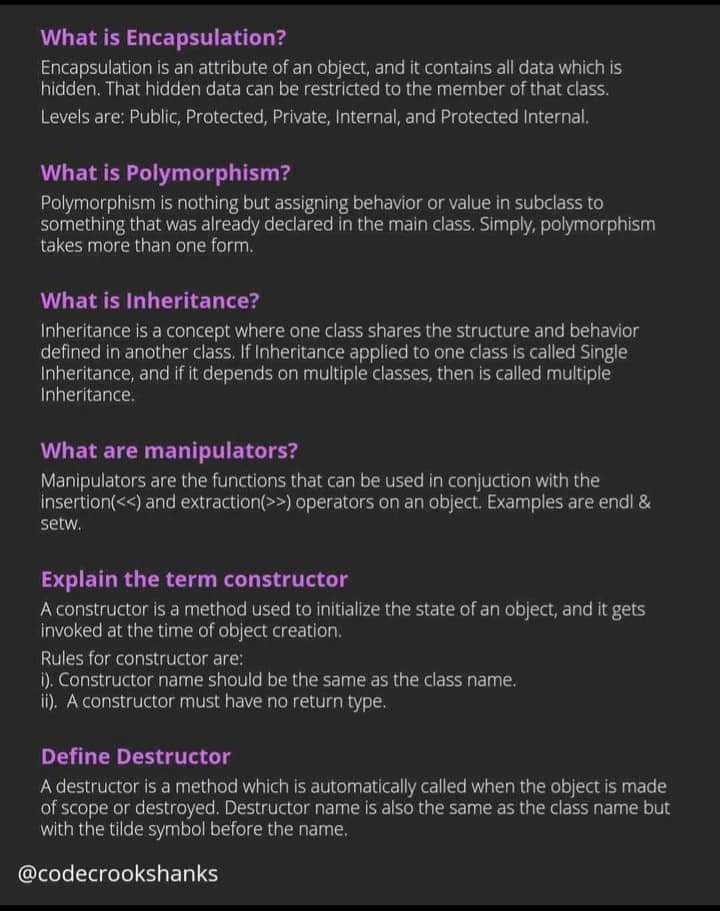 What is Encapsulation?
Encapsulation is an attribute of an object, and it contains all data which is
hidden. That hidden data can be restricted to the member of that class.
Levels are: Public, Protected, Private, Internal, and Protected Internal.
What is Polymorphism?
Polymorphism is nothing but assigning behavior or value in subclass to
something that was already declared in the main class. Simply, polymorphism
takes more than one form.
What is Inheritance?
Inheritance is a concept where one class shares the structure and behavior
defined in another class. If Inheritance applied to one class is called Single
Inheritance, and if it depends on multiple classes, then is called multiple
Inheritance.
What are manipulators?
Manipulators are the functions that can be used in conjuction with the
insertion(<<) and extraction(>>) operators on an object. Examples are endl &
setw.
Explain the term constructor
A constructor is a method used to initialize the state of an object, and it gets
invoked at the time of object creation.
Rules for constructor are:
i). Constructor name should be the same as the class name.
ii). A constructor must have no return type.
Define Destructor
A destructor is a method which is automatically called when the object is made
of scope or destroyed. Destructor name is also the same as the class name but
with the tilde symbol before the name.
@codecrookshanks